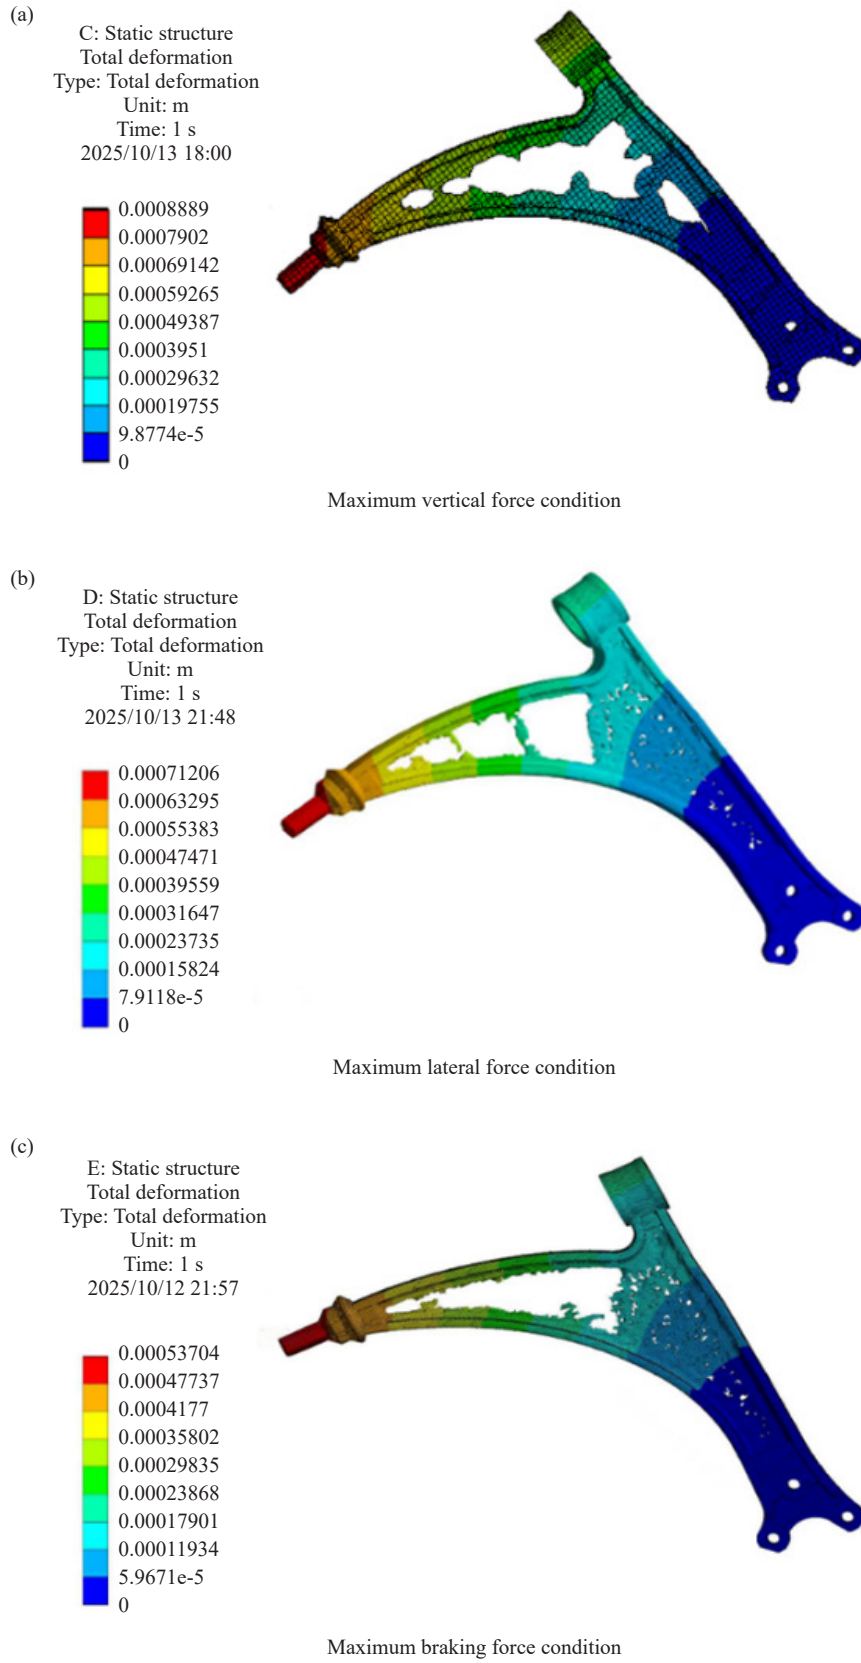 (a)
C: Static structure
Total deformation
Type: Total deformation
Unit: m
Time: 1 s
2025/10/13 18:00
0.0008889
0.0007902
0.00069142
0.00059265
0.00049387
0.0003951
0.00029632
0.00019755
9.8774e-5
0
Maximum vertical force condition
(b)
D: Static structure
Total deformation
Type: Total deformation
Unit: m
Time: 1 s
2025/10/13 21:48
0.00071206
0.00063295
0.00055383
0.00047471
0.00039559
0.00031647
0.00023735
0.00015824
7.9118e-5
0
Maximum lateral force condition
(c)
E: Static structure
Total deformation
Type: Total deformation
Unit: m
Time: 1 s
2025/10/12 21:57
0.00053704
0.00047737
0.0004177
0.00035802
0.00029835
0.00023868
0.00017901
0.00011934
5.9671e-5
0
Maximum braking force condition